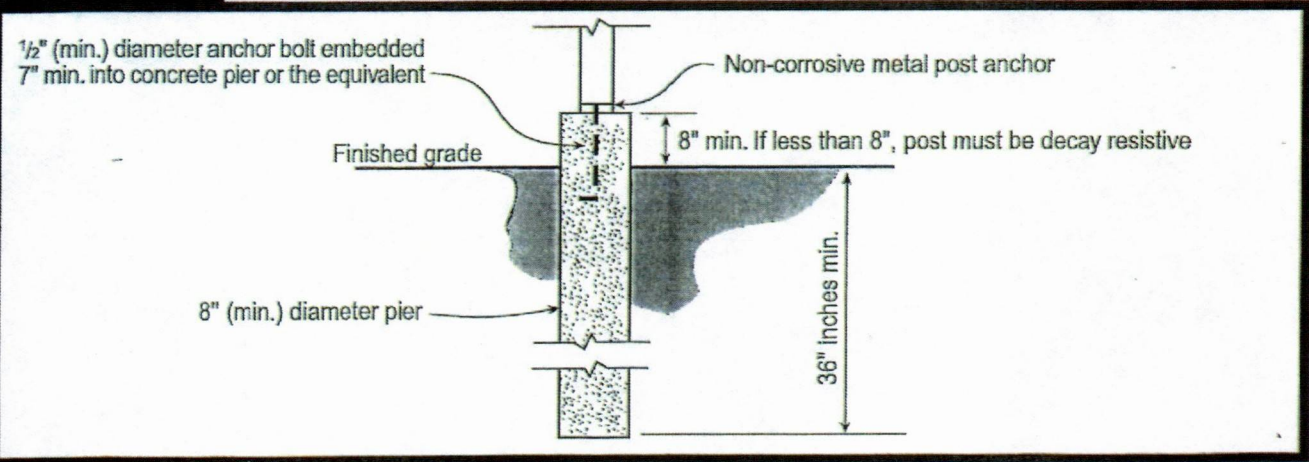 ½" (min.) diameter anchor bolt embedded
7" min. into concrete pier or the equivalent
Non-corrosive metal post anchor
8" min. If less than 8", post must be decay resistive
Finished grade
8" (min.) diameter pier
36" inches min.